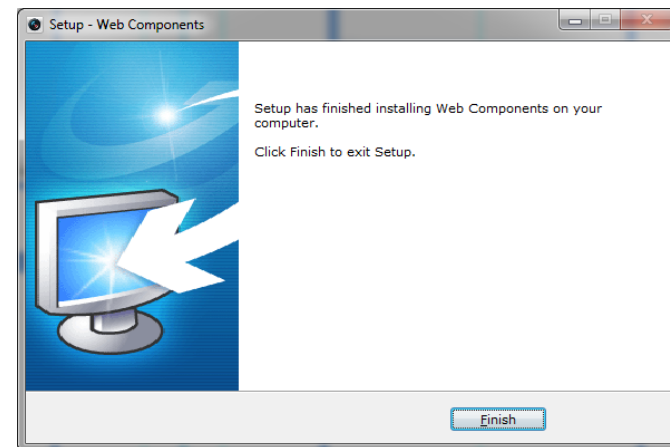 Setup - Web Components
Setup has finished installing Web Components on your
computer.
Click Finish to exit Setup.
Finish